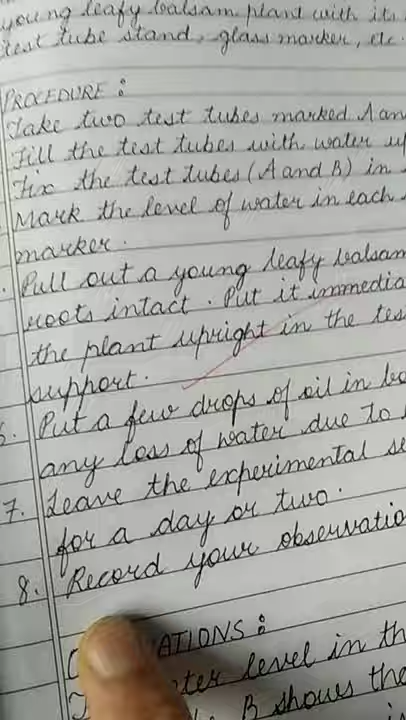 young leafy balsam plant with its
test tube stand, glass marker, etc.
PROCEDURE :
Take two test tubes marked A an
Fill the test tubes with water u
Fix the test tubes (A and B) in
Mark the level of water in each
marker.
Pull out a young leafy balsam
roots intact. Put it immedia
the plant upright in the tes
support.
Put a few drops of oil in bo
any loss of water due to
7. Leave the experimental se
for a day or two.
8. Record your observatio
ATIONS :
ter level in th
B shows the